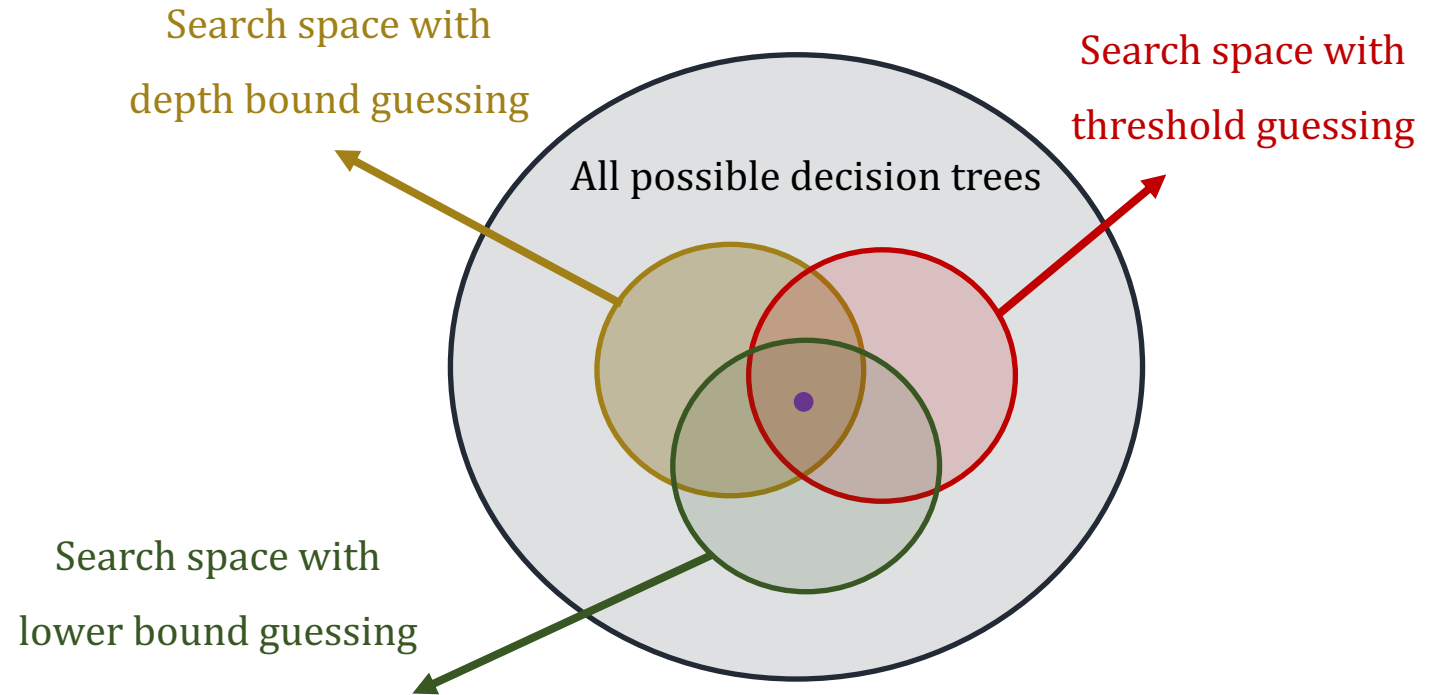 Search space with
depth bound guessing
Search space with
threshold guessing
All possible decision trees
Search space with
lower bound guessing